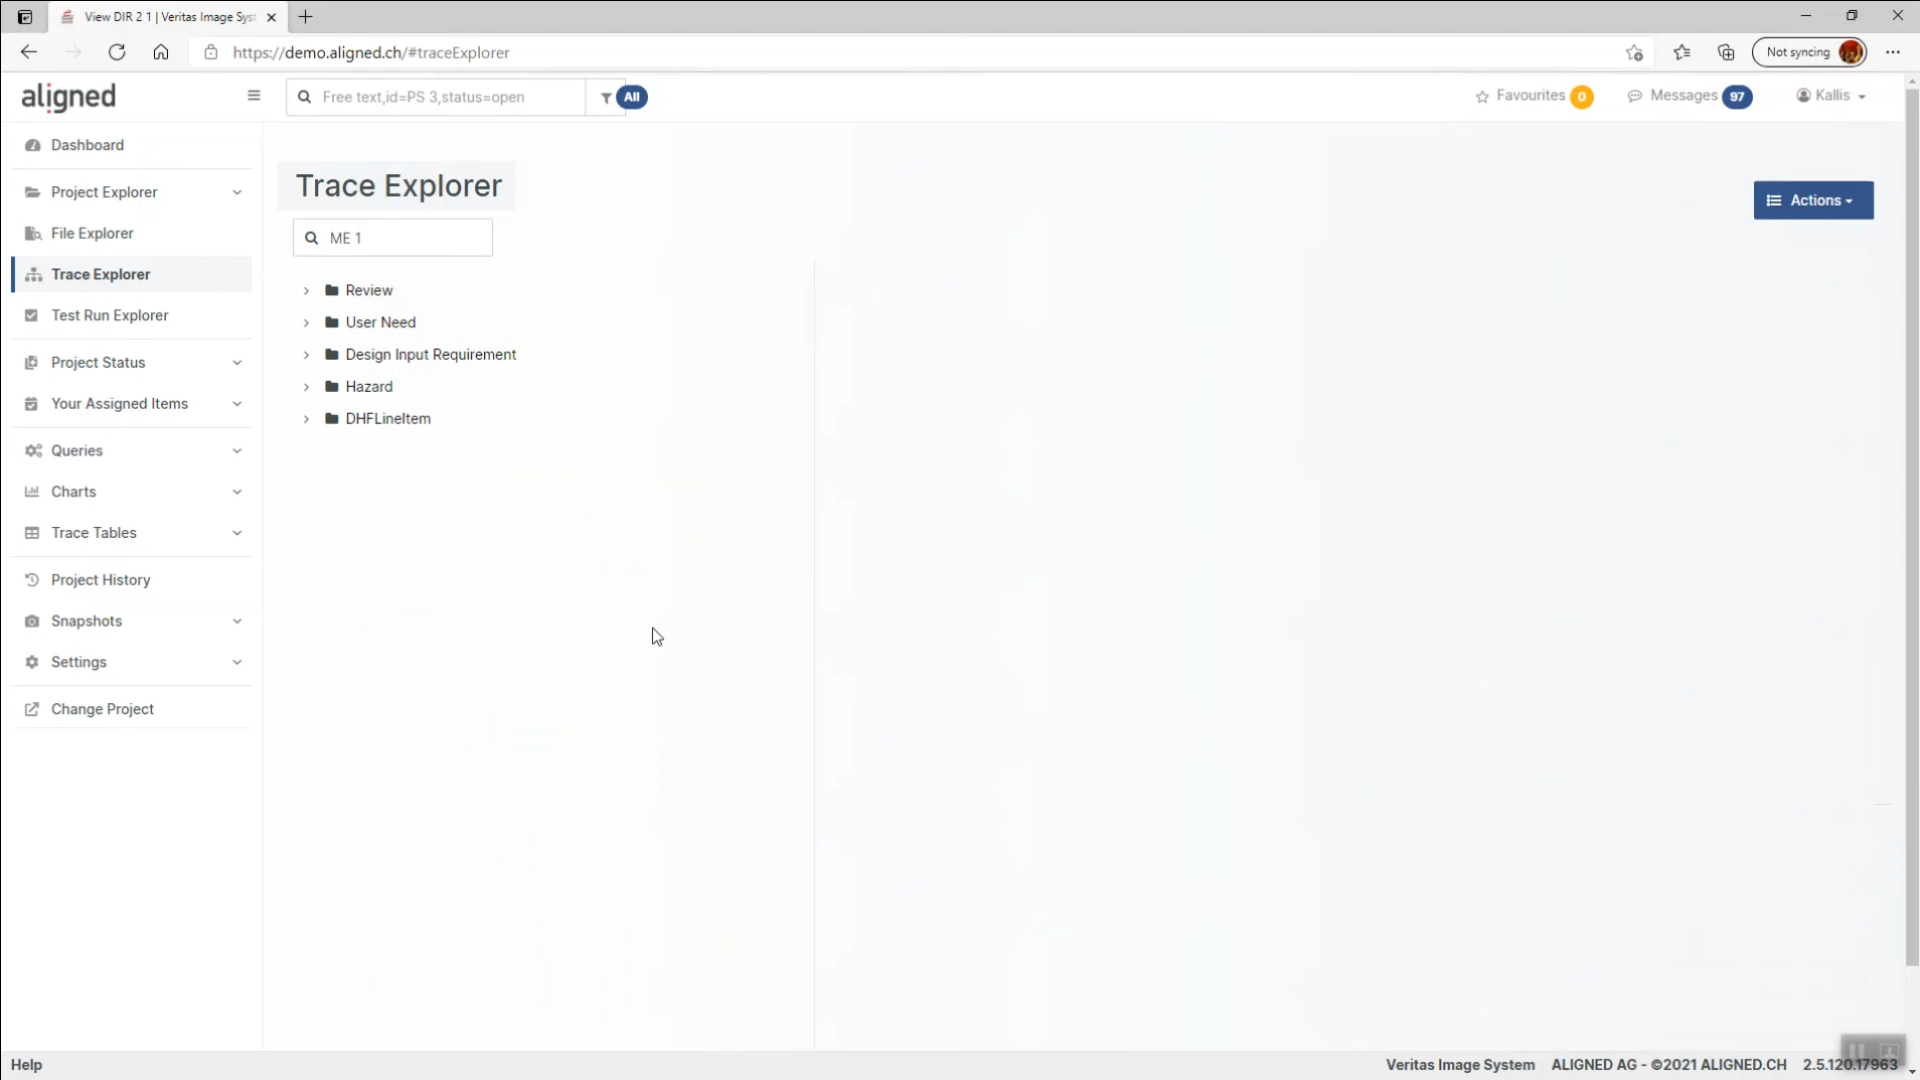 View DIR 2 1 | Veritas Image Syst
https://demo.aligned.ch/#traceExplorer
Not syncing
aligned
Free text,id=PS 3,status=open
All
Favourites 0
Messages 97
Kallis
Dashboard
Project Explorer
File Explorer
Trace Explorer
Test Run Explorer
Project Status
Your Assigned Items
Queries
Charts
Trace Tables
Project History
Snapshots
Settings
Change Project
Trace Explorer
Actions
ME 1
Review
User Need
Design Input Requirement
Hazard
DHFLineItem
Help
Veritas Image System ALIGNED AG - ©2021 ALIGNED.CH 2.5.120.17963